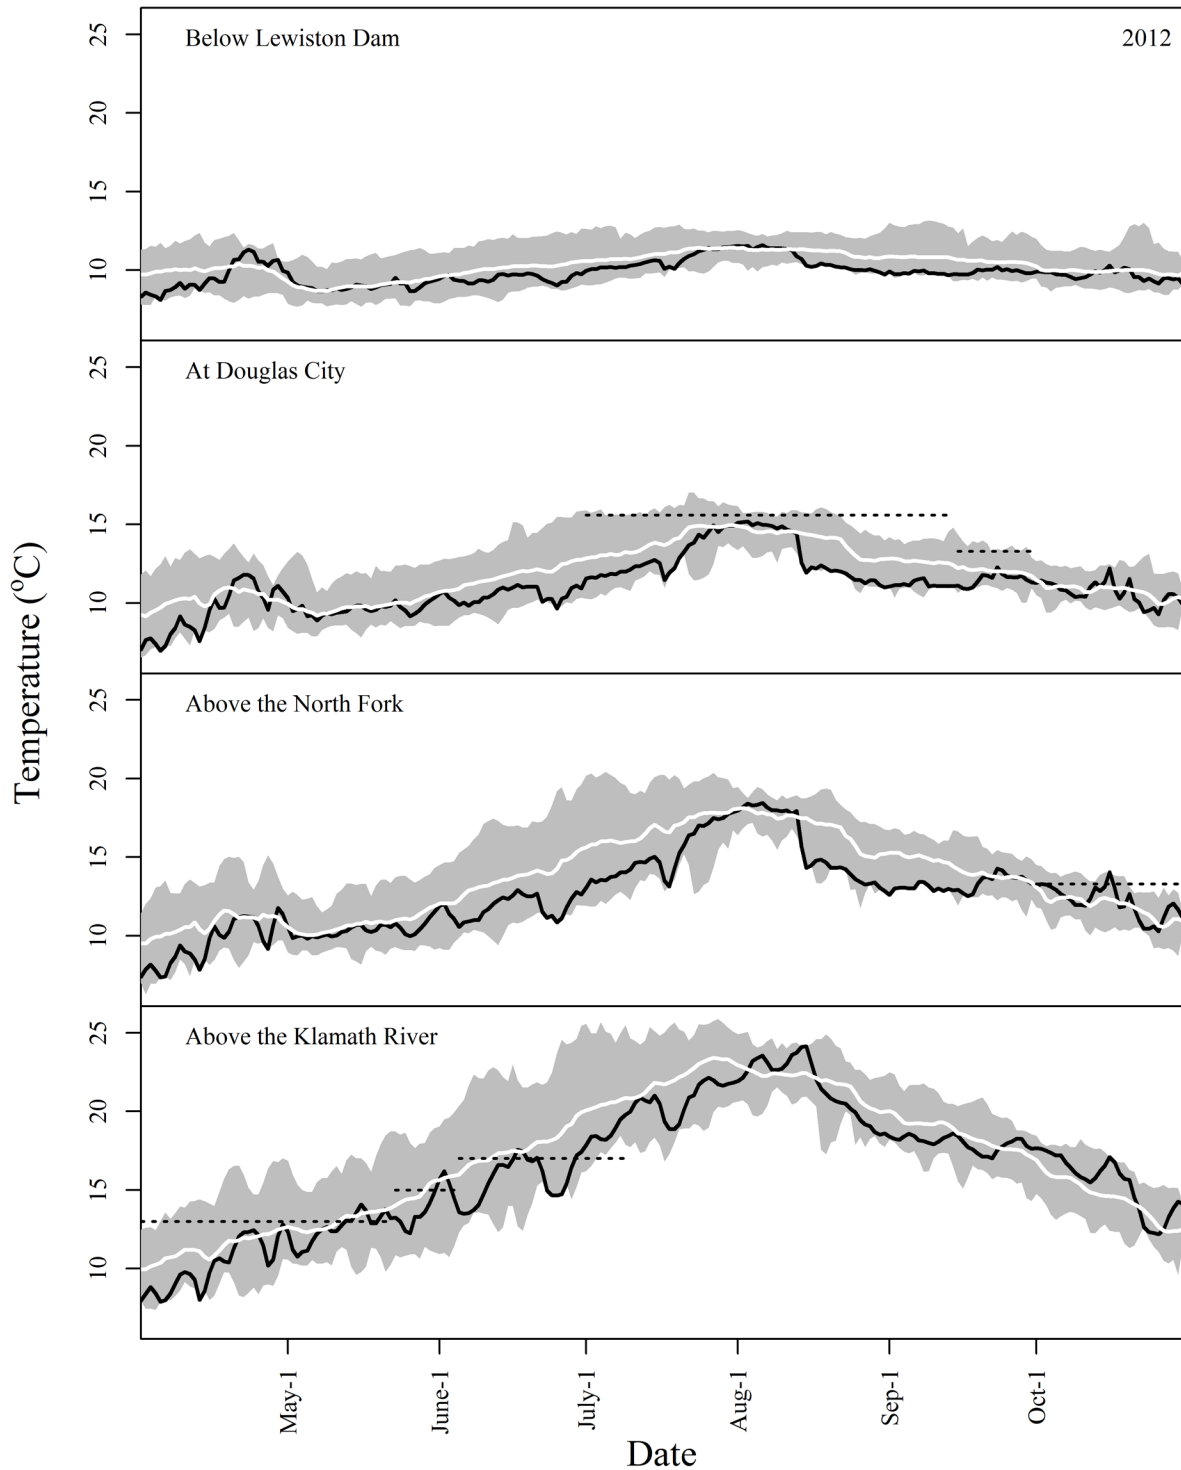 Below Lewiston Dam
2012
25
20
15
10
At Douglas City
25
20
15
10
Above the North Fork
25
20
15
10
Above the Klamath River
25
20
15
10
Temperature (°C)
May-1
June-1
July-1
Aug-1
Sep-1
Oct-1
Date